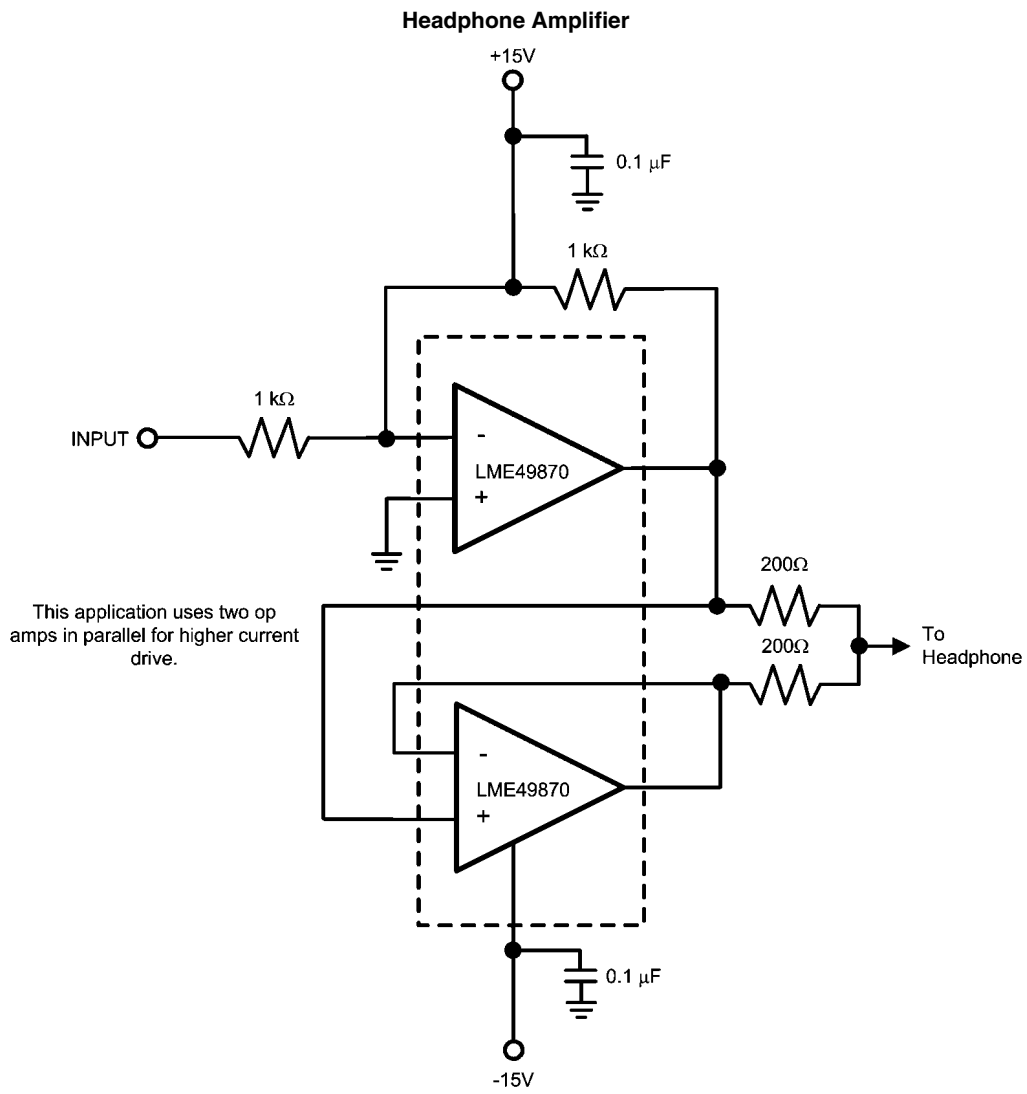 Headphone Amplifier
+15V
0.1 μF
1 kΩ
1 kΩ
INPUT
-
LME49870
+
200Ω
This application uses two op
amps in parallel for higher current
drive.
To
Headphone
200Ω
-
LME49870
+
0.1 μF
-15V